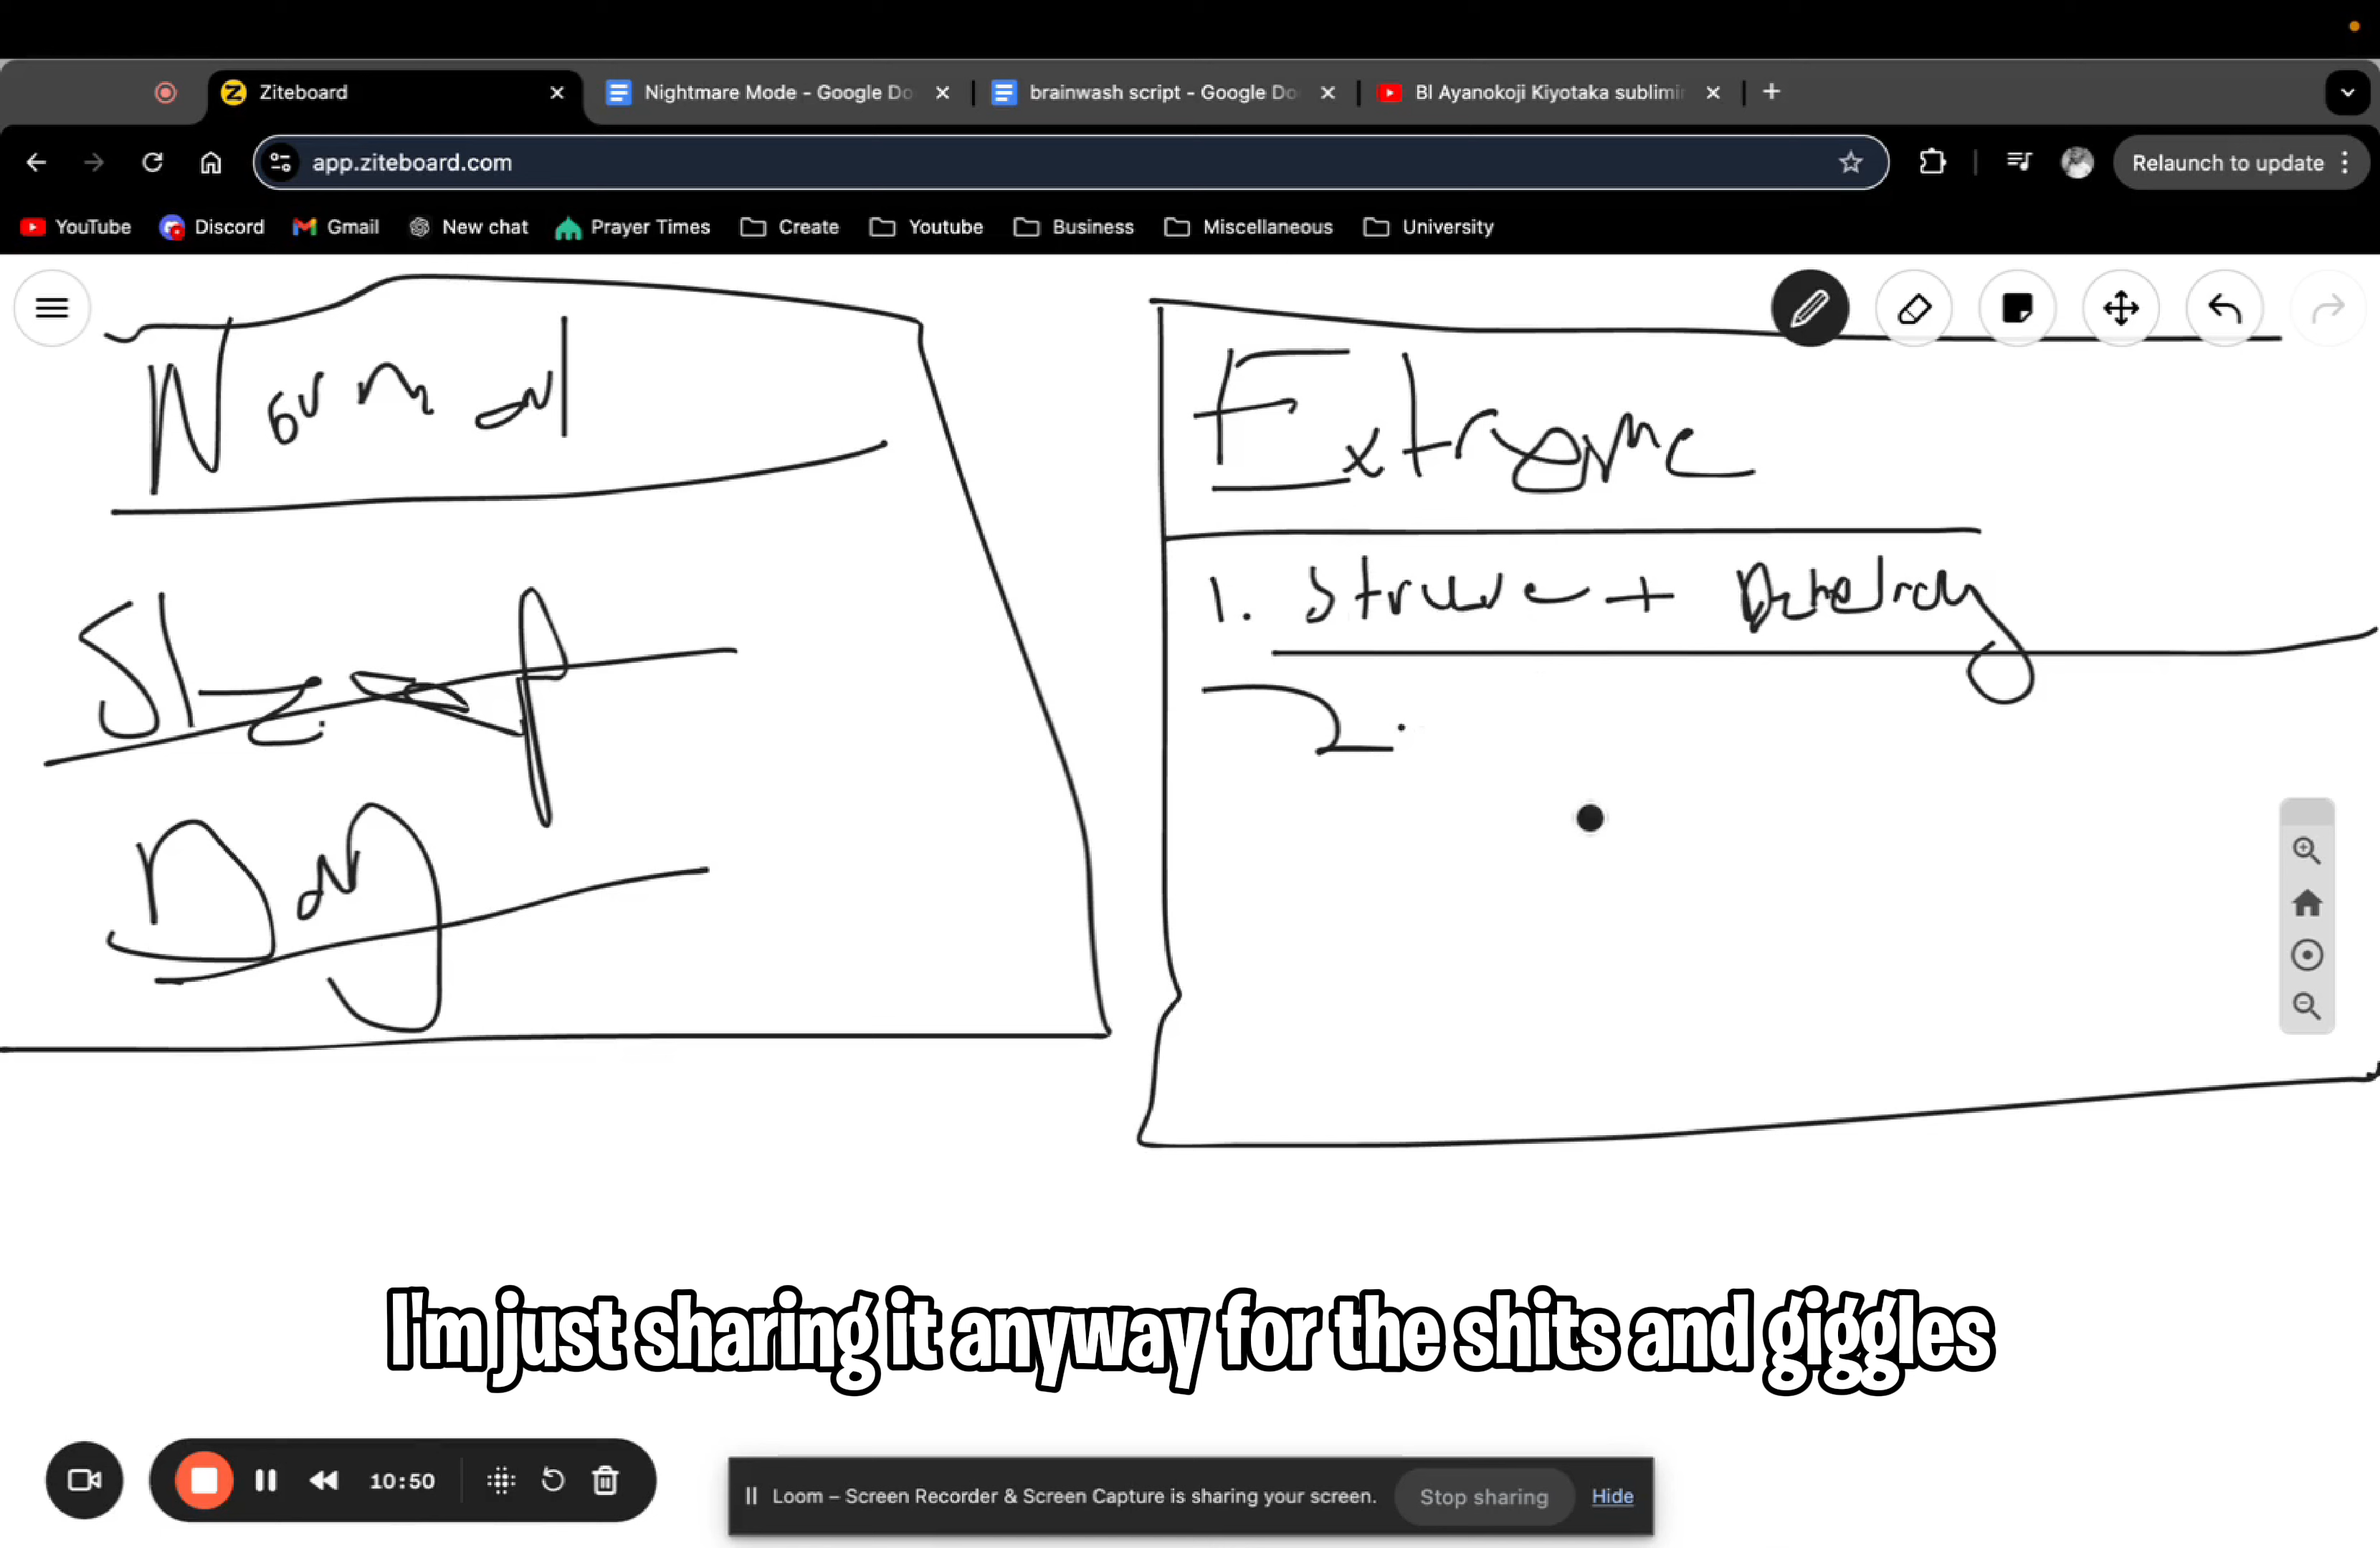 Ziteboard
Nightmare Mode - Google Do
brainwash script - Google Do
BI Ayanokoji Kiyotaka sublimin
app.ziteboard.com
Relaunch to update
YouTube
Discord
Gmail
New chat
Prayer Times
Create
Youtube
Business
Miscellaneous
University
Normal
Sleep
Day
Extreme
1. +
2.
I'm just sharing it anyway for the shits and giggles
10:50
Loom – Screen Recorder & Screen Capture is sharing your screen.
Stop sharing
Hide